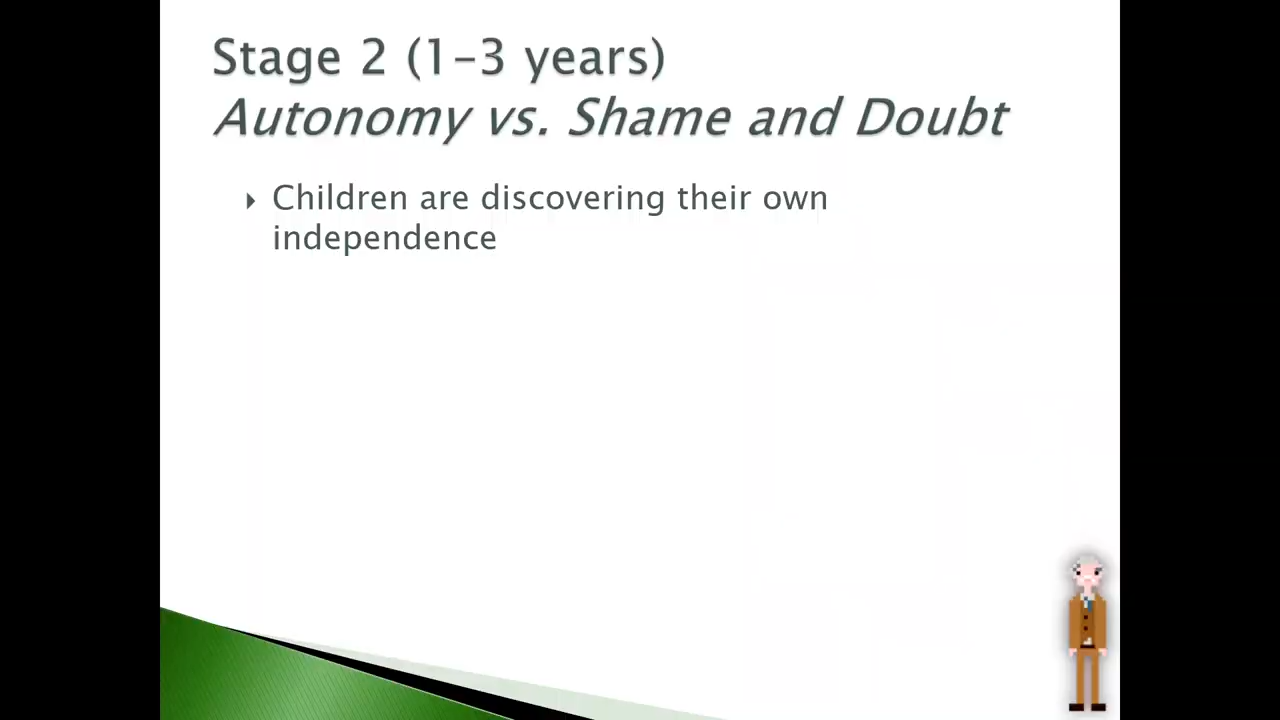 Stage 2 (1-3 years)
Autonomy vs. Shame and Doubt
Children are discovering their own
independence